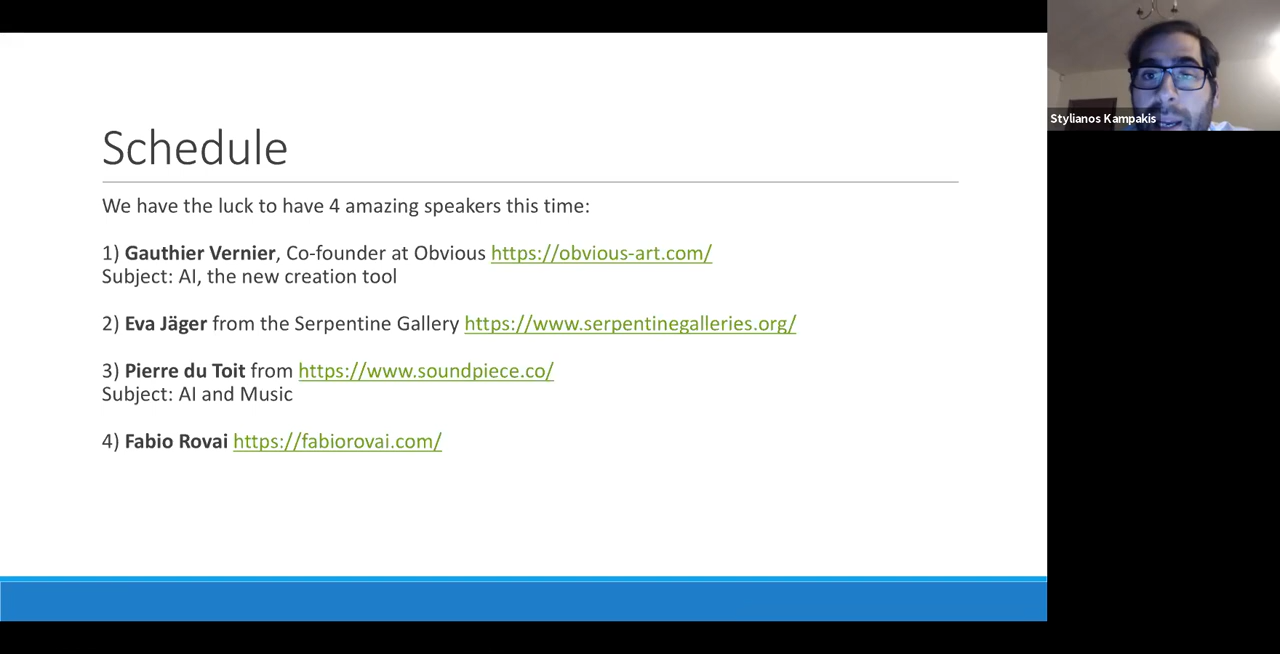 Schedule
We have the luck to have 4 amazing speakers this time:
1) Gauthier Vernier, Co-founder at Obvious https://obvious-art.com/
Subject: AI, the new creation tool
2) Eva Jäger from the Serpentine Gallery https://www.serpentinegalleries.org/
3) Pierre du Toit from https://www.soundpiece.co/
Subject: AI and Music
4) Fabio Rovai https://fabiorovai.com/
Stylianos Kampakis